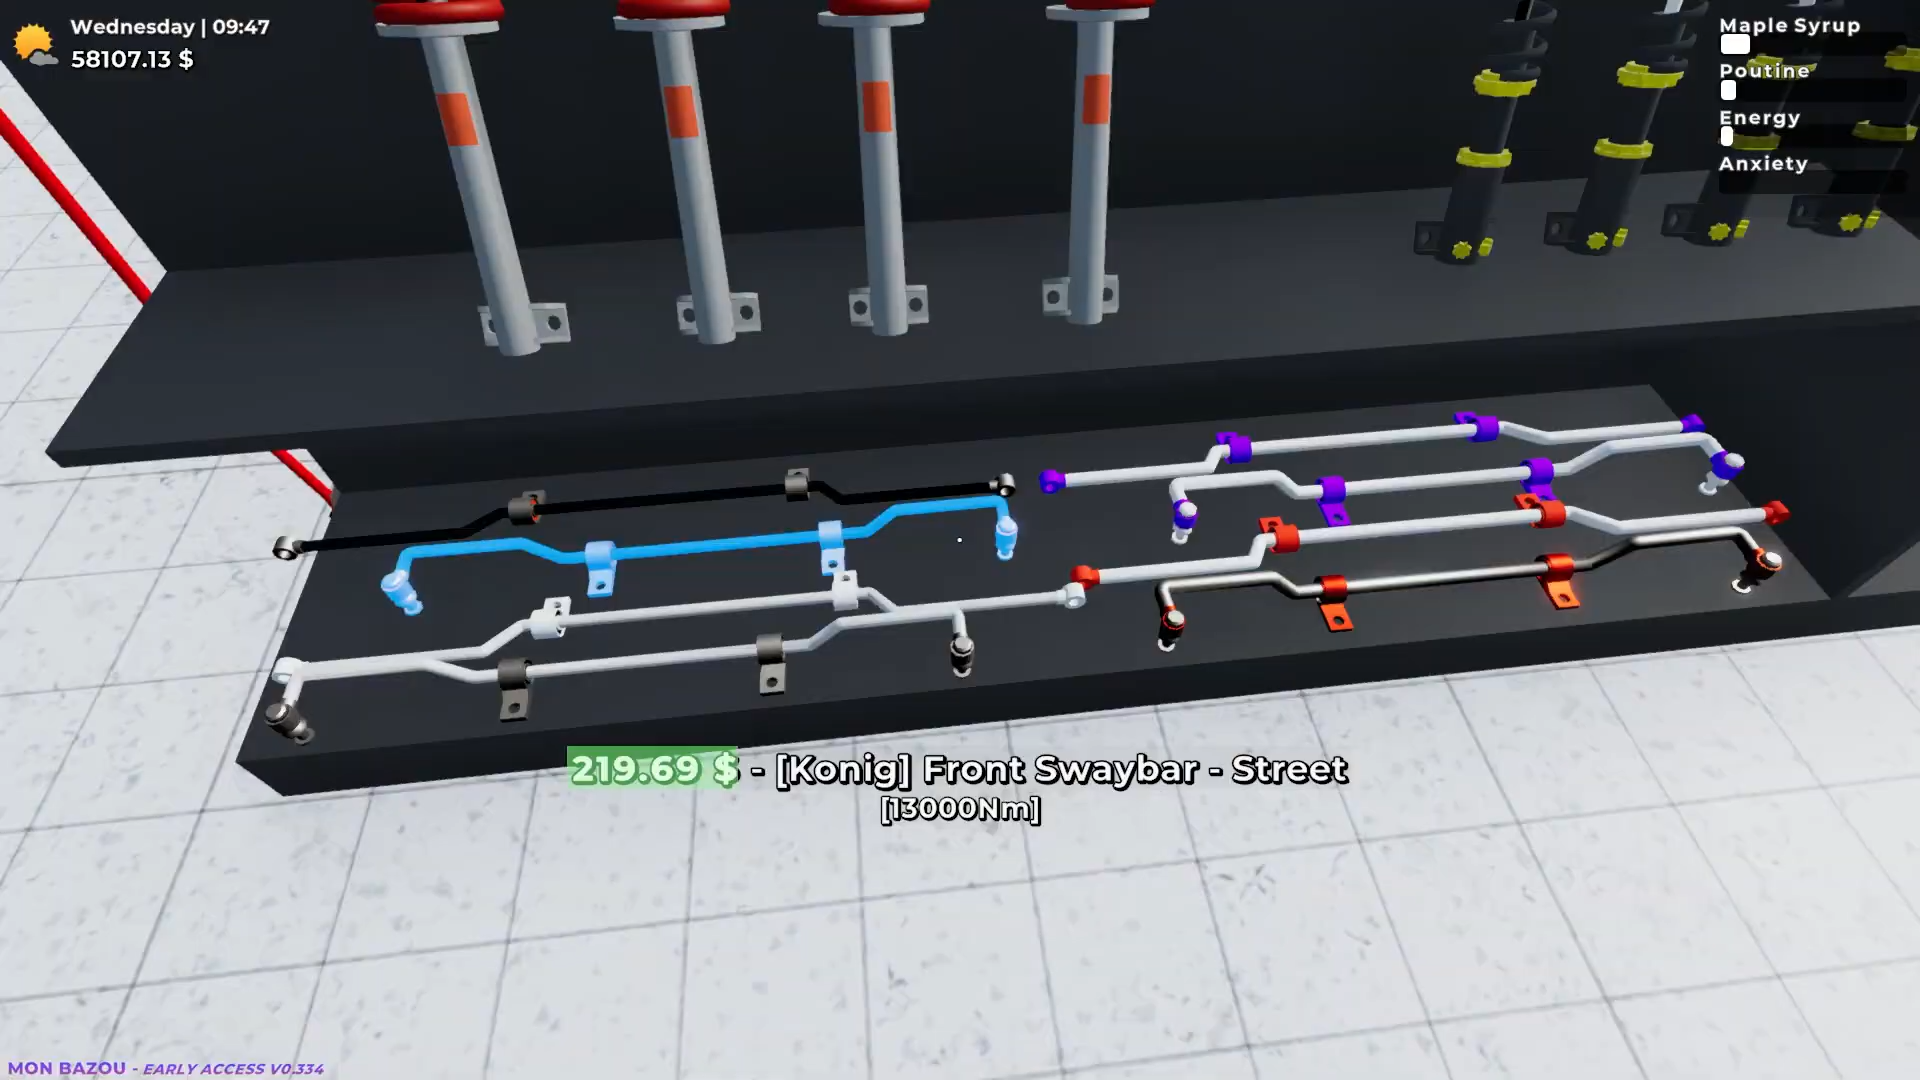 Wednesday | 09:47
58107.13 $
Maple Syrup
Poutine
Energy
Anxiety
219.69 $ - [Konig] Front Swaybar - Street
[13000Nm]
MON BAZOU - EARLY ACCESS V0.334